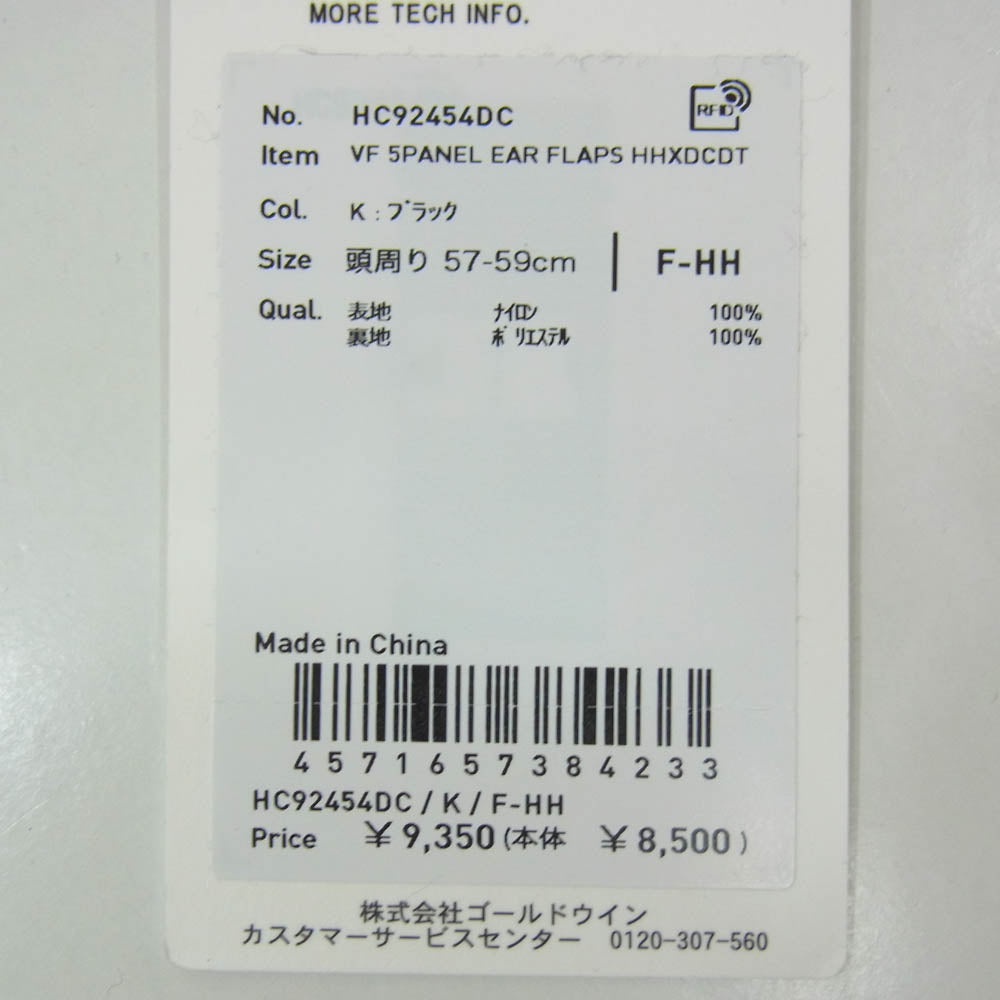 MORE TECH INFO.
No. HC92454DC RFID
Item VF 5PANEL EAR FLAPS HHXDCDT
Col. K:ブラック
Size 頭周り 57-59cm F-HH
Qual. 表地 ナイロン 100%
裏地 ポリエステル 100%
Made in China
4571657384233
HC92454DC / K / F-HH
Price ¥9,350(本体 ¥8,500)
株式会社ゴールドウイン
カスタマーサービスセンター 0120-307-560